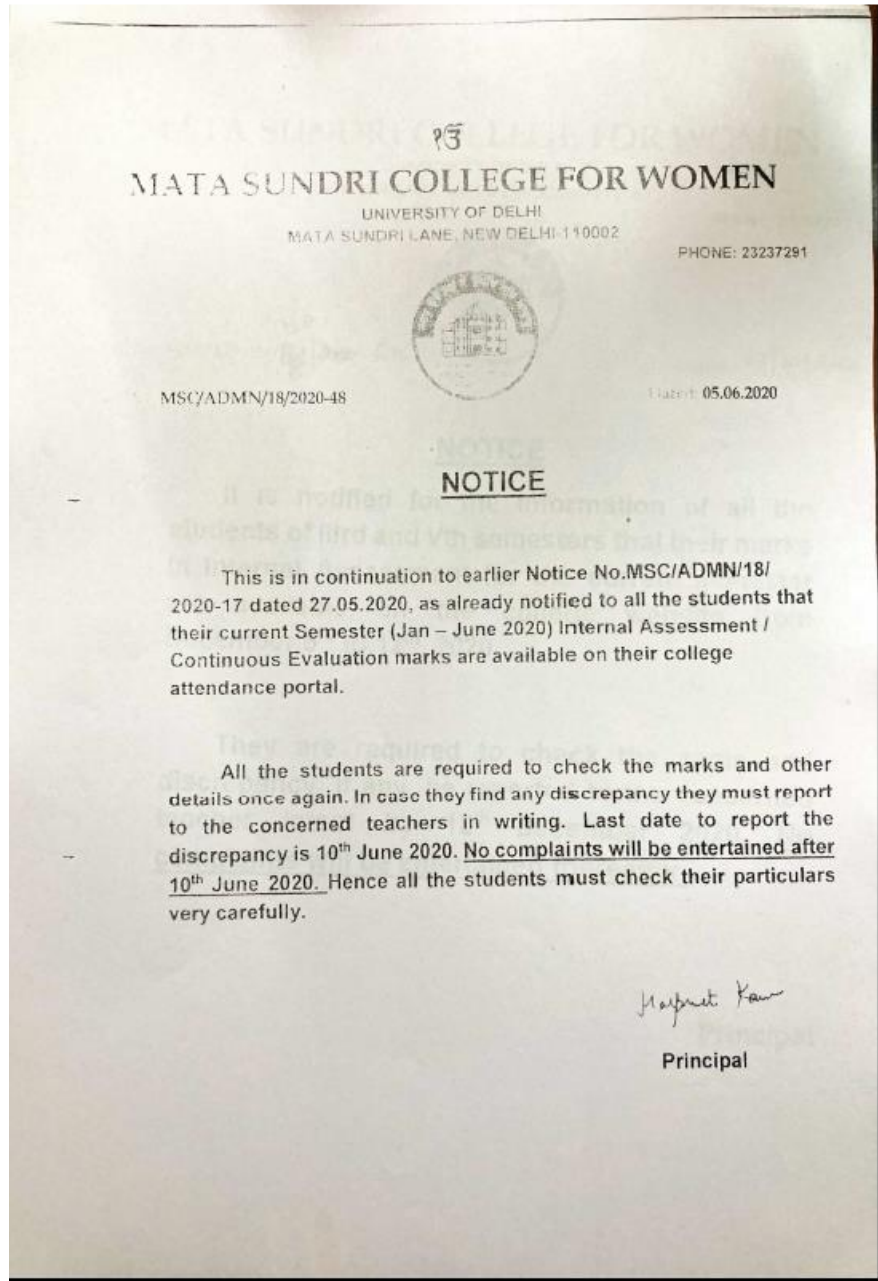 ੴ
MATA SUNDRI COLLEGE FOR WOMEN
UNIVERSITY OF DELHI
MATA SUNDRI LANE, NEW DELHI-110002
PHONE: 23237291
MSC/ADMN/18/2020-48
Dated: 05.06.2020
NOTICE
This is in continuation to earlier Notice No.MSC/ADMN/18/
2020-17 dated 27.05.2020, as already notified to all the students that
their current Semester (Jan – June 2020) Internal Assessment /
Continuous Evaluation marks are available on their college
attendance portal.
All the students are required to check the marks and other
details once again. In case they find any discrepancy they must report
to the concerned teachers in writing. Last date to report the
discrepancy is 10th June 2020. No complaints will be entertained after
10th June 2020. Hence all the students must check their particulars
very carefully.
Harpreet Kaur
Principal